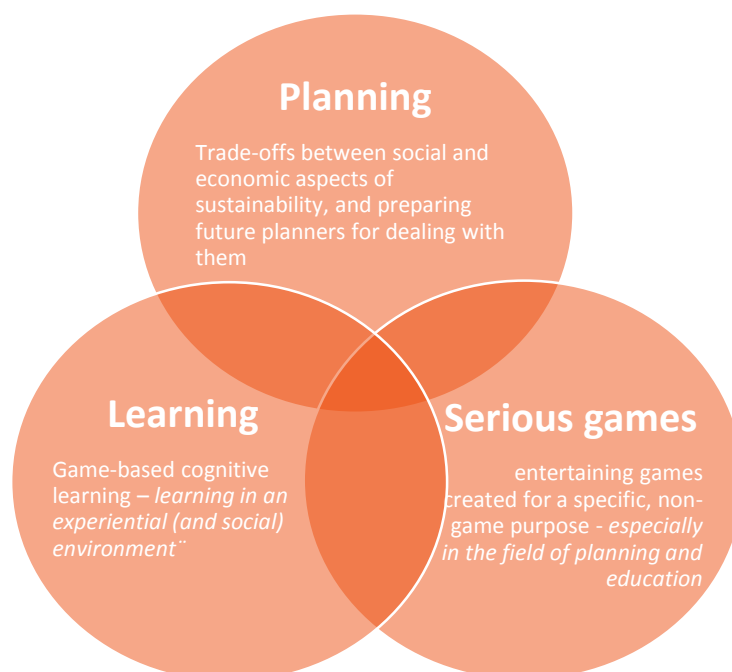 Planning
Trade-offs between social and
economic aspects of
sustainability, and preparing
future planners for dealing with
them
Learning
Game-based cognitive
learning – learning in an
experiential (and social)
environment¨
Serious games
entertaining games
created for a specific, non-
game purpose - especially
in the field of planning and
education